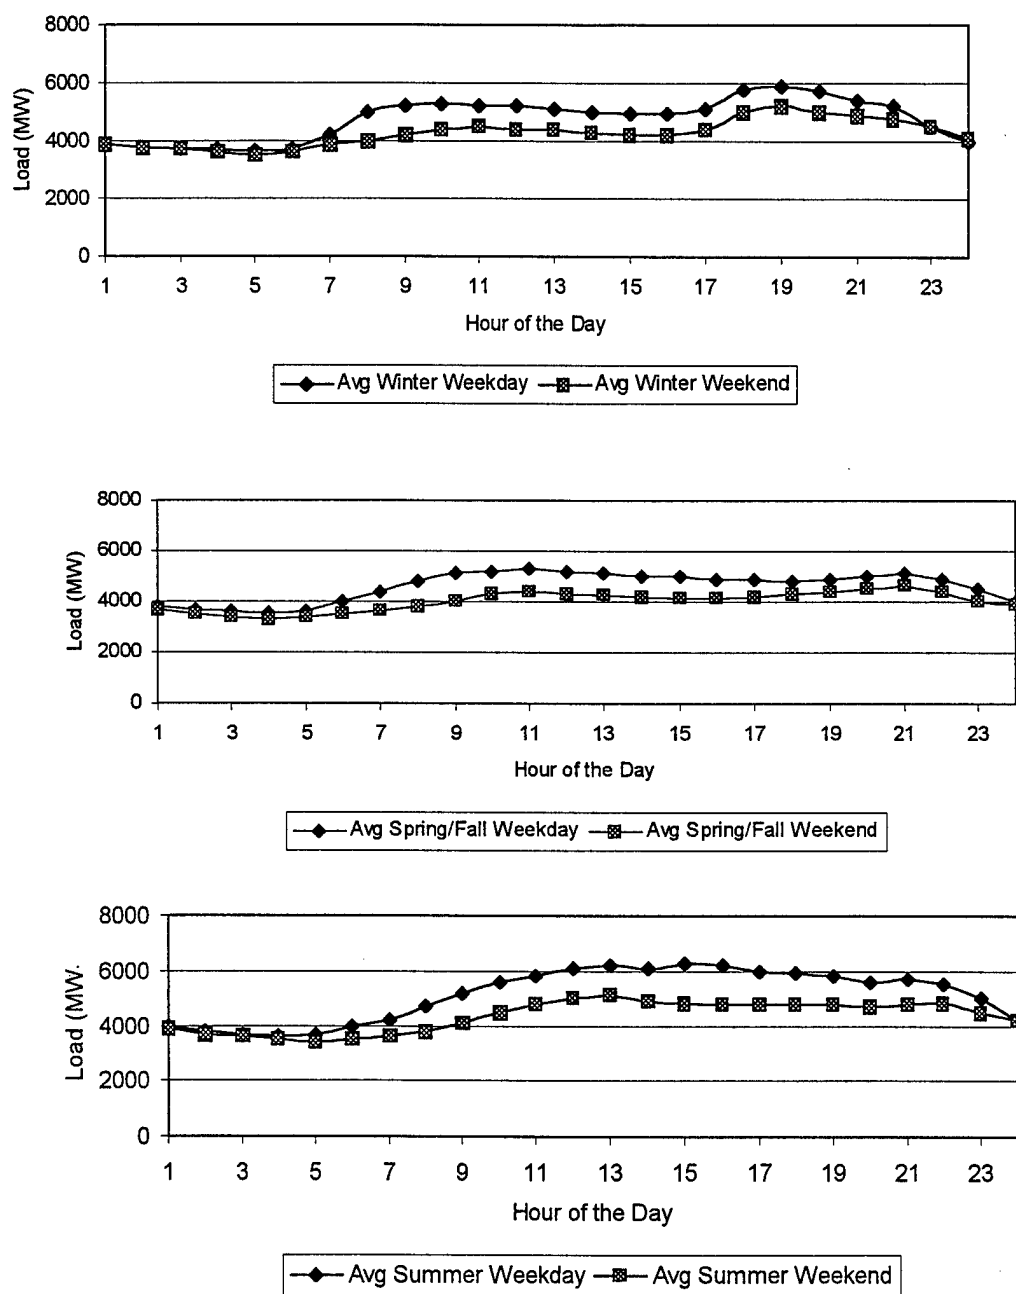 8000
6000
4000
2000
0
Load (MW)
1 3 5 7 9 11 13 15 17 19 21 23
Hour of the Day
Avg Winter Weekday Avg Winter Weekend
8000
6000
4000
2000
0
Load (MW)
1 3 5 7 9 11 13 15 17 19 21 23
Hour of the Day
Avg Spring/Fall Weekday Avg Spring/Fall Weekend
8000
6000
4000
2000
0
Load (MW.
1 3 5 7 9 11 13 15 17 19 21 23
Hour of the Day
Avg Summer Weekday Avg Summer Weekend